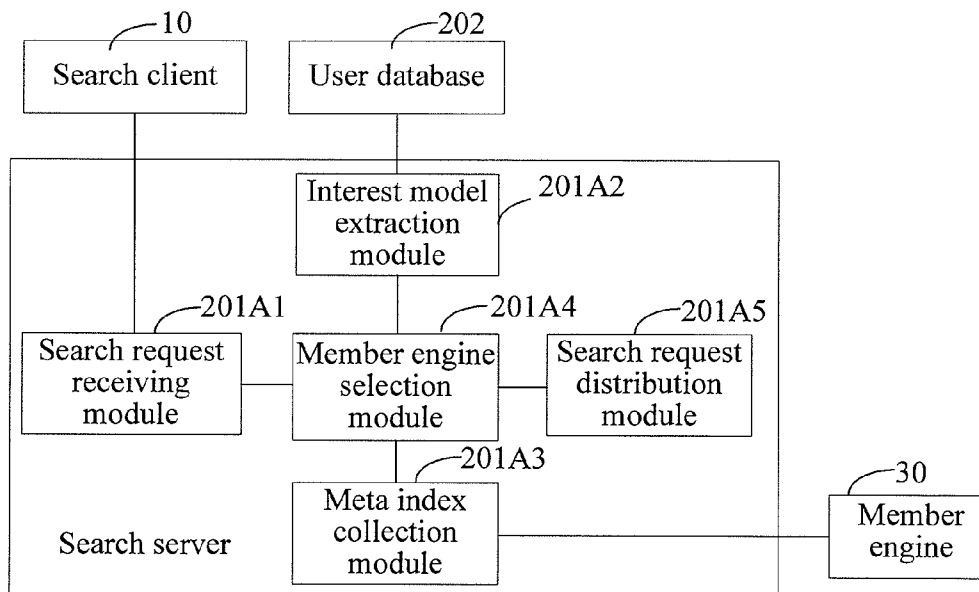 10
202
Search client
User database
Interest model
extraction
module
201A2
201A1
201A4
201A5
Search request
receiving
module
Member engine
selection
module
Search request
distribution
module
201A3
30
Meta index
collection
module
Member
engine
Search server